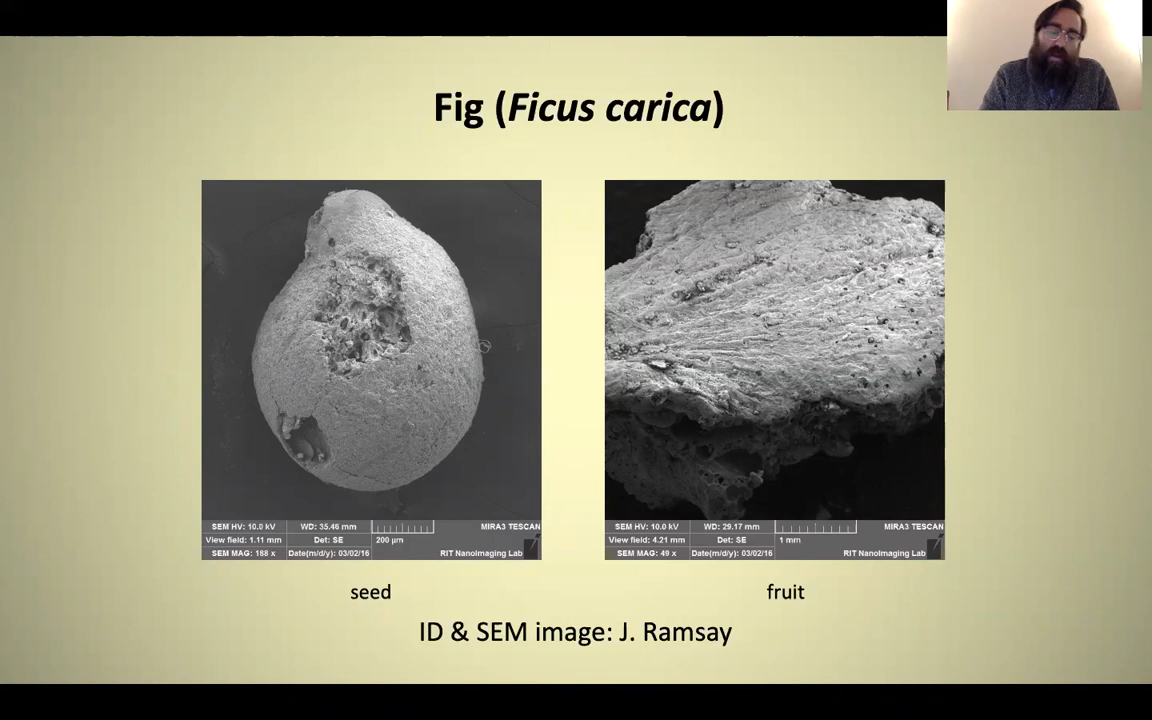 Fig (Ficus carica)
SEM HV: 10.0 kV WD: 35.46 mm MIRA3 TESCAN
View field: 1.11 mm Det: SE 200 µm
SEM MAG: 188 x Date(m/d/y): 03/02/16 RIT NanoImaging Lab
SEM HV: 10.0 kV WD: 29.17 mm MIRA3 TESCAN
View field: 4.21 mm Det: SE 1 mm
SEM MAG: 49 x Date(m/d/y): 03/02/16 RIT NanoImaging Lab
seed
fruit
ID & SEM image: J. Ramsay